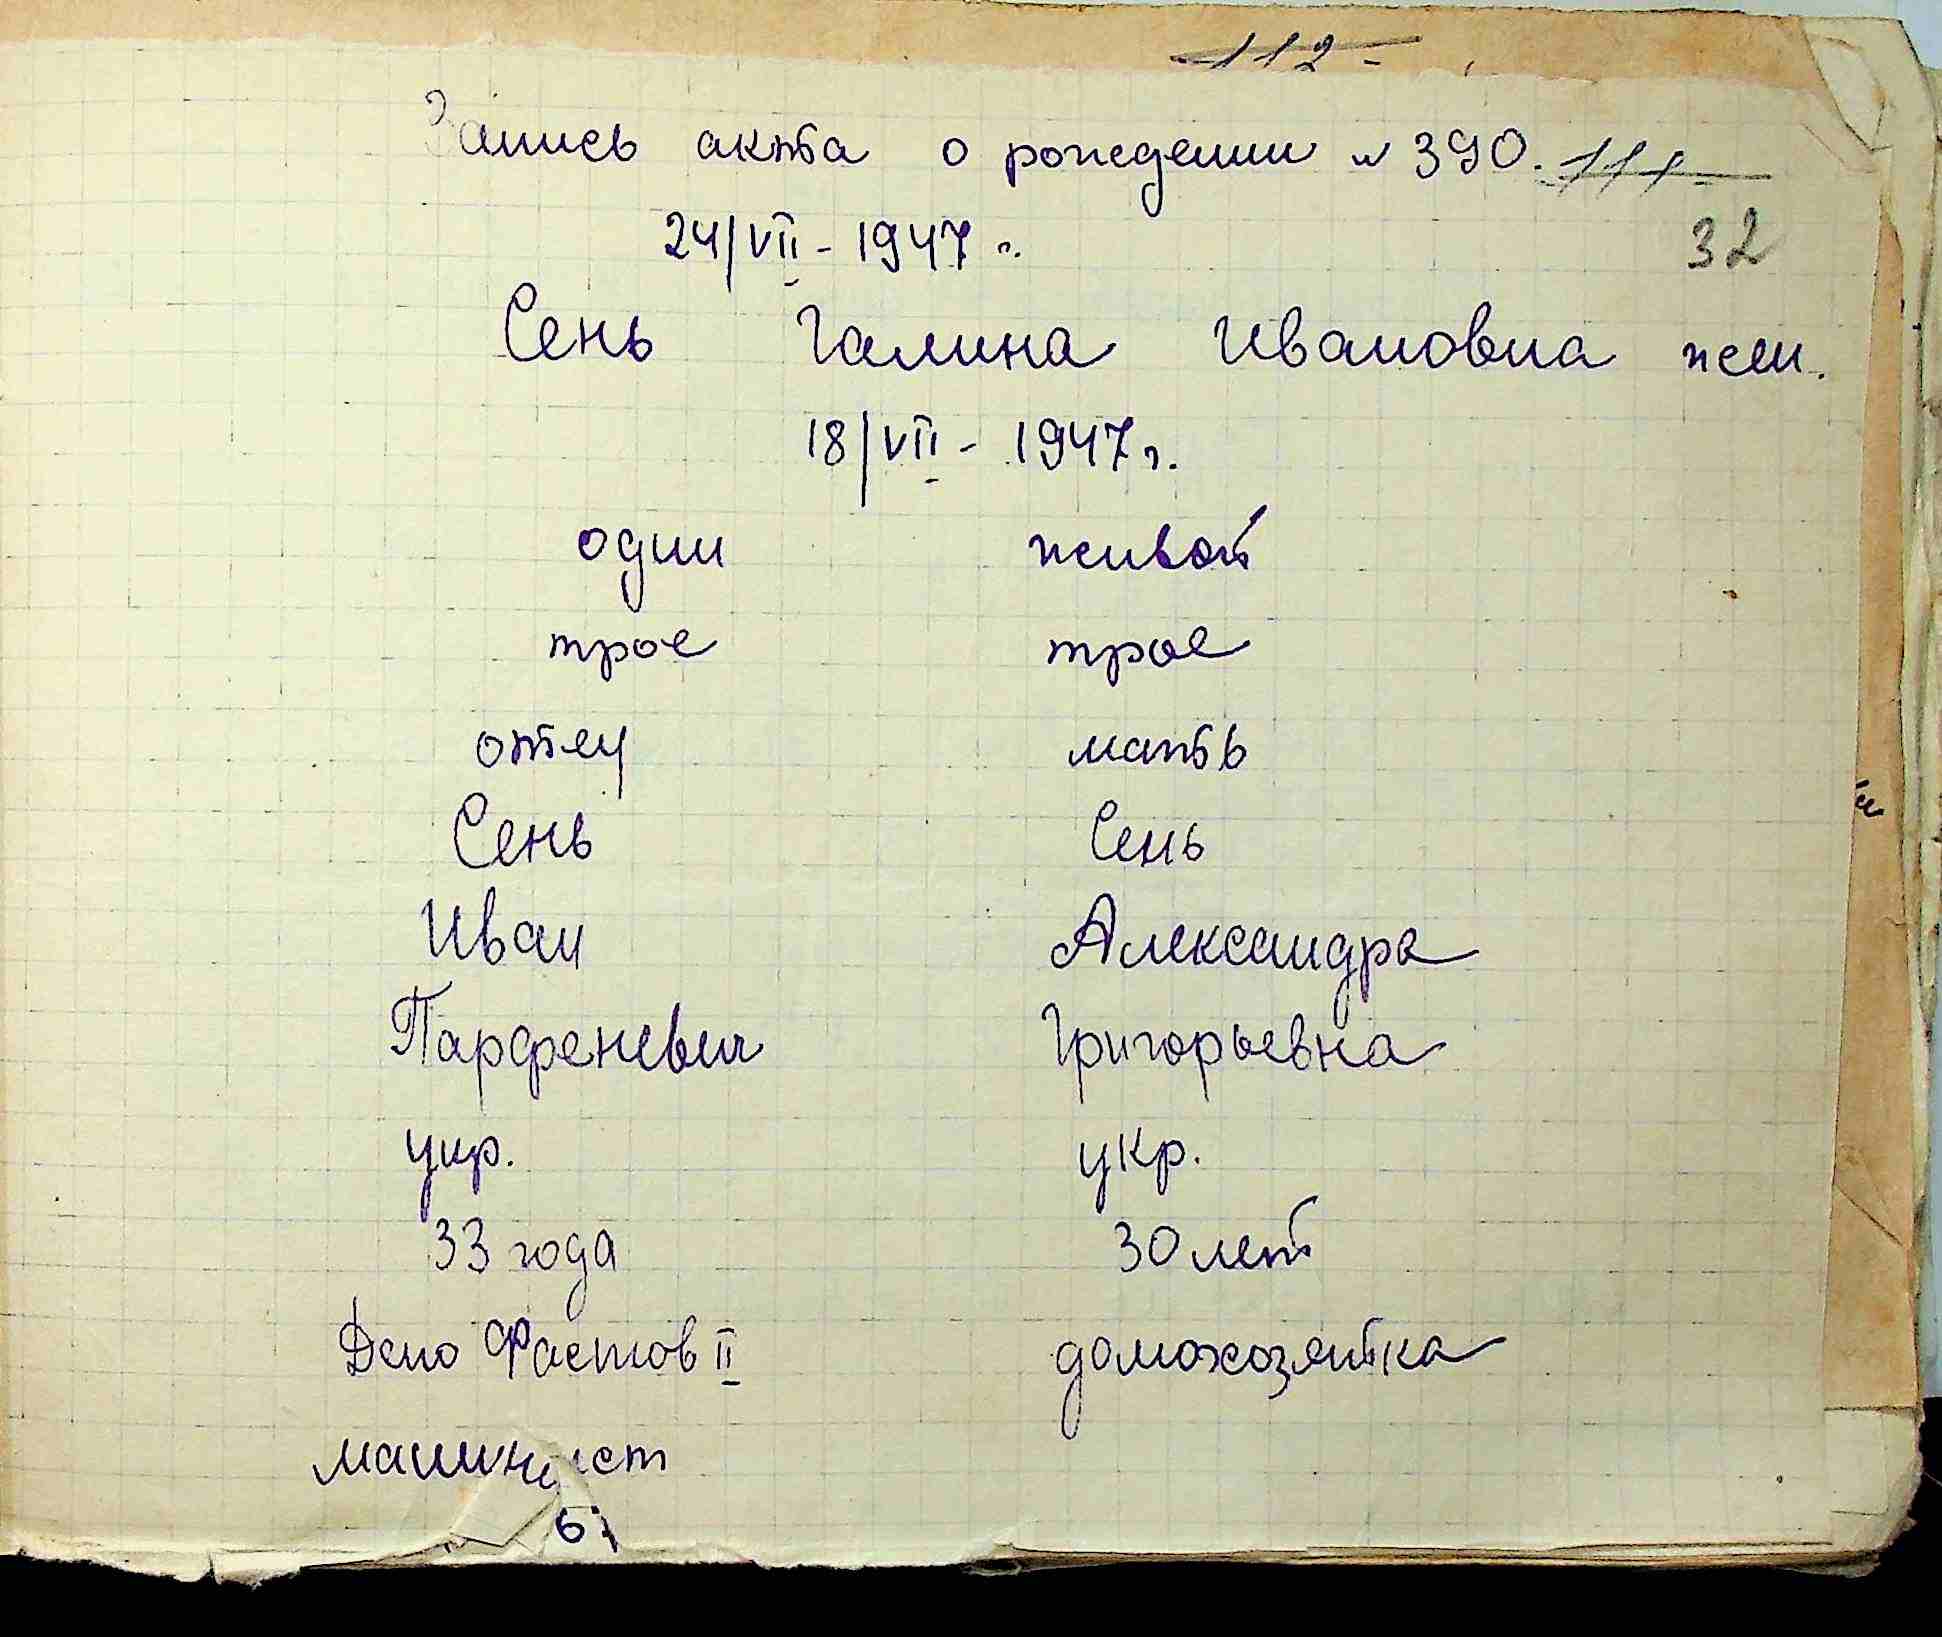 112-
Запись акта о рождении № 390. 111-
24/VII - 1947 г. 32
Сень Галина Ивановна жен.
18/VII - 1947 г.
один живой
трое трое
отец мать
Сень Сень
Иван Александра
Парфеневич Григорьевна
укр. укр.
33 года 30 лет
Депо Фастов II домохозяйка
машинист